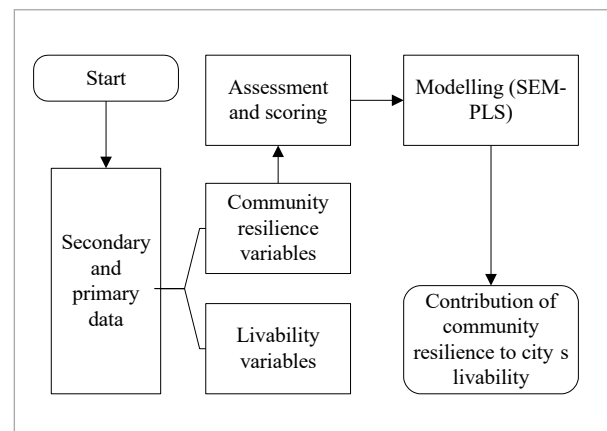 Start
Secondary
and
primary
data
Assessment
and scoring
Community
resilience
variables
Livability
variables
Modelling (SEM-
PLS)
Contribution of
community
resilience to city s
livability